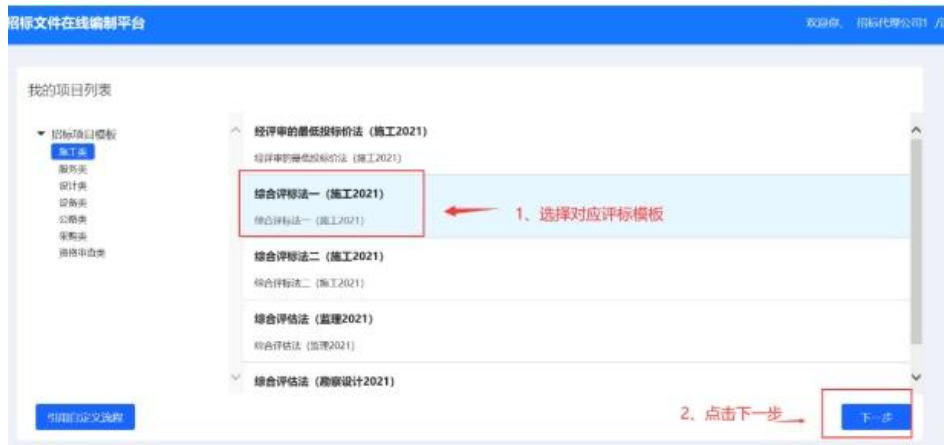 招标文件在线编制平台
欢迎你, 招标代理公司1
我的项目列表
招标项目模板
施工类
服务类
设计类
设备类
公路类
采购类
资格审查类
经评审的最低投标价法（施工2021）
经评审的最低投标价法（施工2021）
综合评标法一（施工2021）
综合评标法一（施工2021）
1、选择对应评标模板
综合评标法二（施工2021）
综合评标法二（施工2021）
综合评估法（监理2021）
综合评估法（监理2021）
综合评估法（勘察设计2021）
引用自定义流程
2、点击下一步
下一步